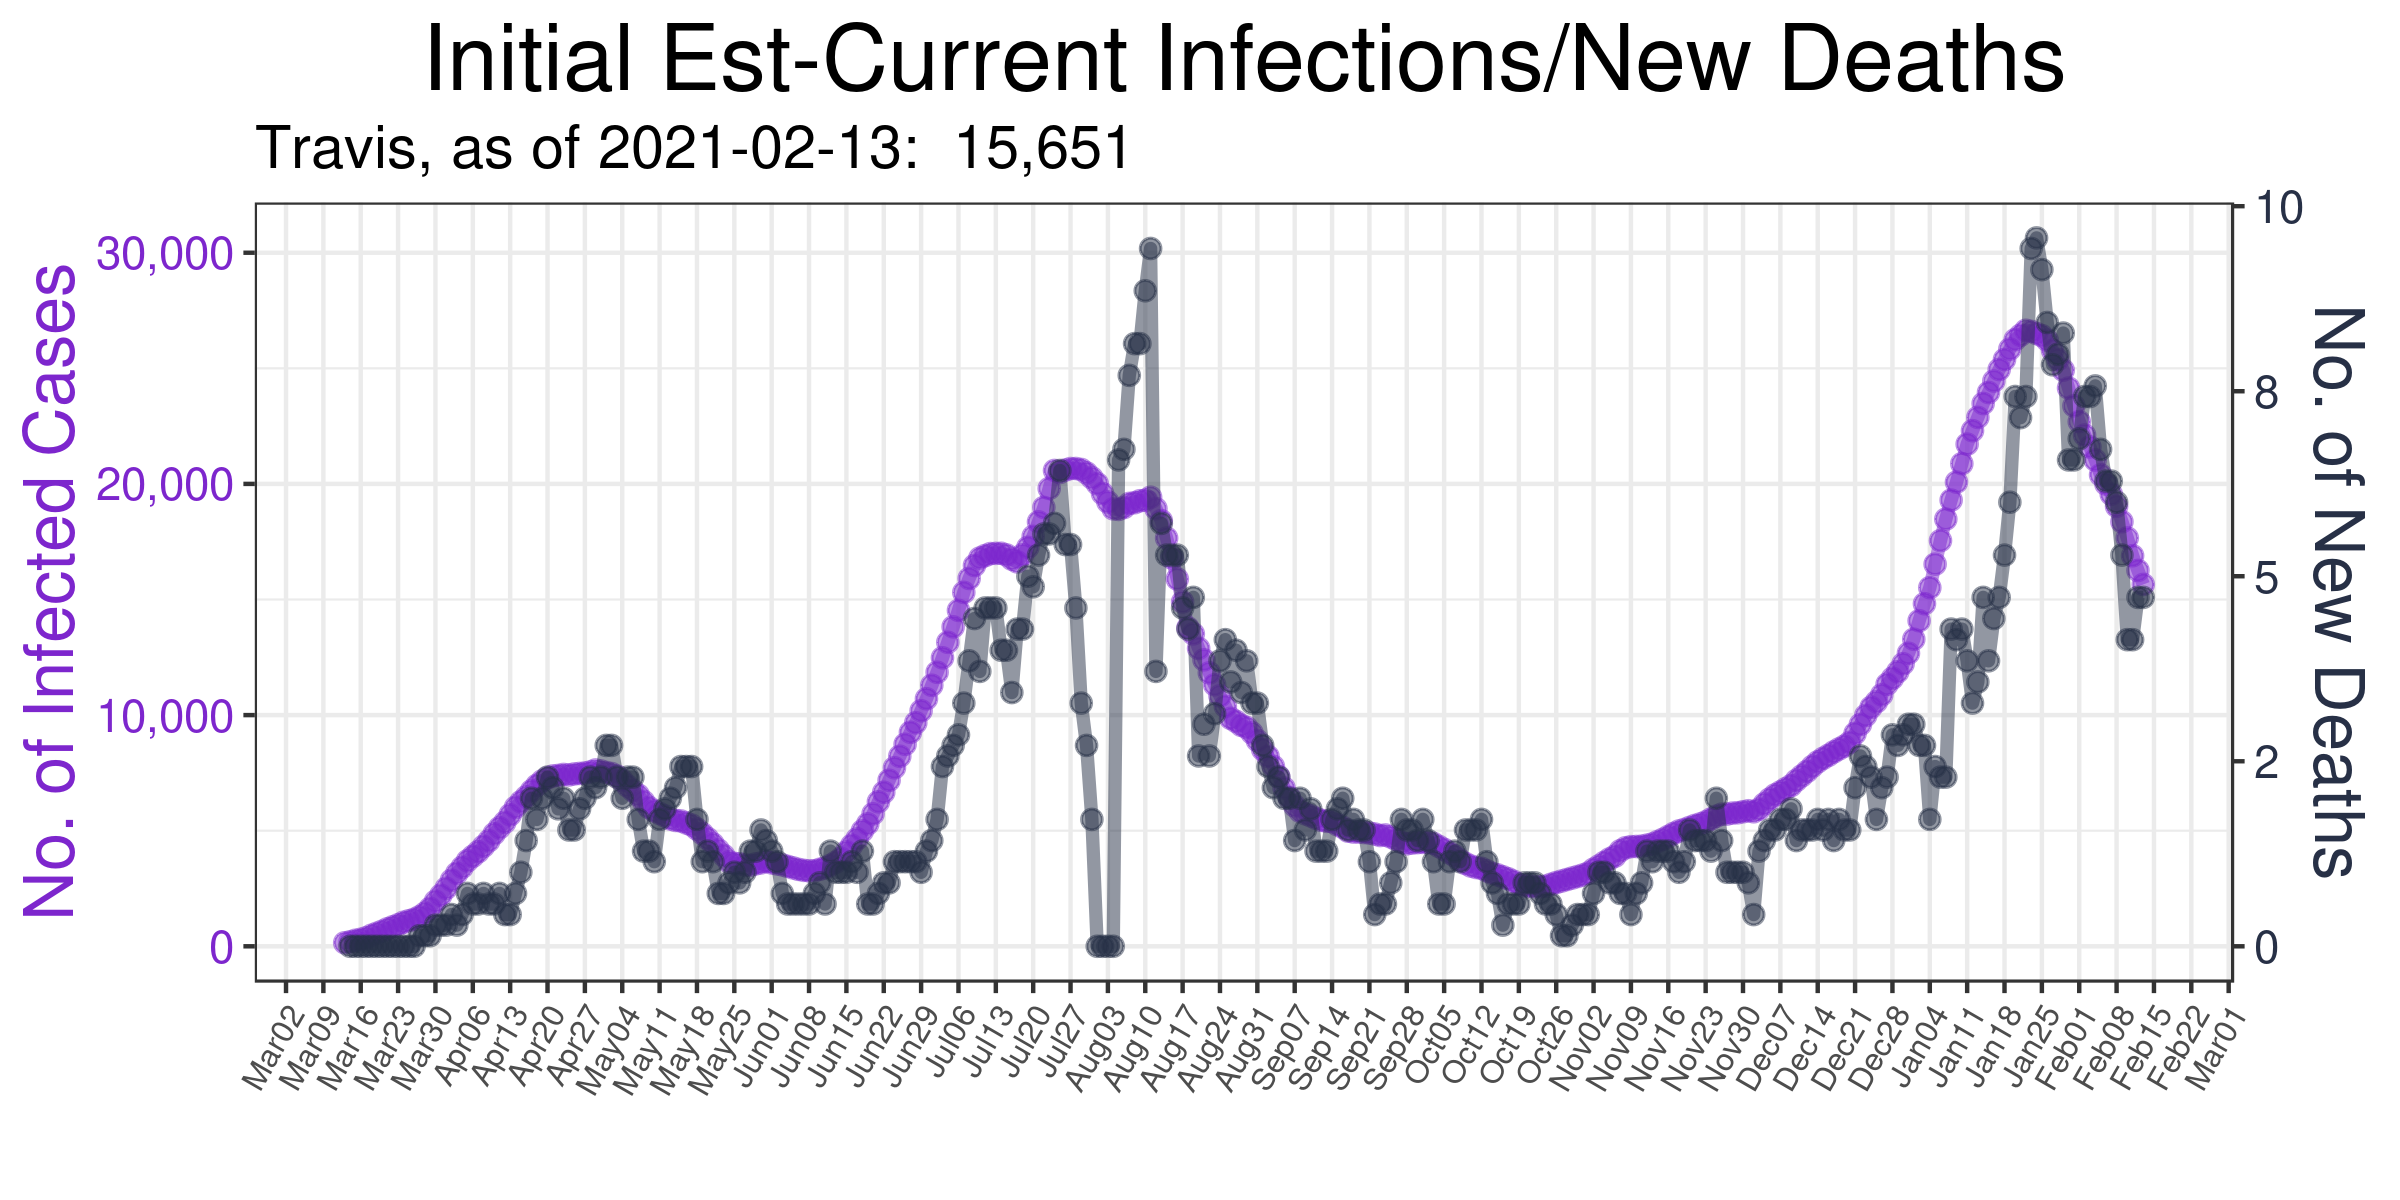 Initial Est-Current Infections/New Deaths
Travis, as of 2021-02-13: 15,651
No. of Infected Cases
30,000
20,000
10,000
0
10
8
5
2
0
No. of New Deaths
Mar02
Mar09
Mar16
Mar23
Mar30
Apr06
Apr13
Apr20
Apr27
May04
May11
May18
May25
Jun01
Jun08
Jun15
Jun22
Jun29
Jul06
Jul13
Jul20
Jul27
Aug03
Aug10
Aug17
Aug24
Aug31
Sep07
Sep14
Sep21
Sep28
Oct05
Oct12
Oct19
Oct26
Nov02
Nov09
Nov16
Nov23
Nov30
Dec07
Dec14
Dec21
Dec28
Jan04
Jan11
Jan18
Jan25
Feb01
Feb08
Feb15
Feb22
Mar01